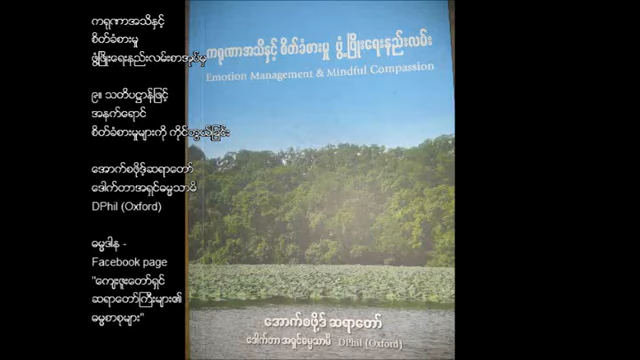 ကရုဏာအသိနှင့်
စိတ်ခံစားမှု
ဖွံ့ဖြိုးရေးနည်းလမ်းစာအုပ်မှ
၉။ သတိပဋ္ဌာန်ဖြင့်
အနက်ရောင်
စိတ်ခံစားမှုများကို ကိုင်တွယ်ခြင်း
အောက်စဖိုဒ့်ဆရာတော်
ဒေါက်တာအရှင်ဓမ္မသာမိ
DPhil (Oxford)
ဓမ္မဒါန -
Facebook page
"ကျေးဇူးတော်ရှင်
ဆရာတော်ကြီးများ၏
ဓမ္မစာစုများ"
ကရုဏာအသိနှင့် စိတ်ခံစားမှု ဖွံ့ဖြိုးရေးနည်းလမ်း
Emotion Management & Mindful Compassion
အောက်စဖို့ဒ် ဆရာတော်
ဒေါက်တာ အရှင်ဓမ္မသာမိ - DPhil (Oxford)